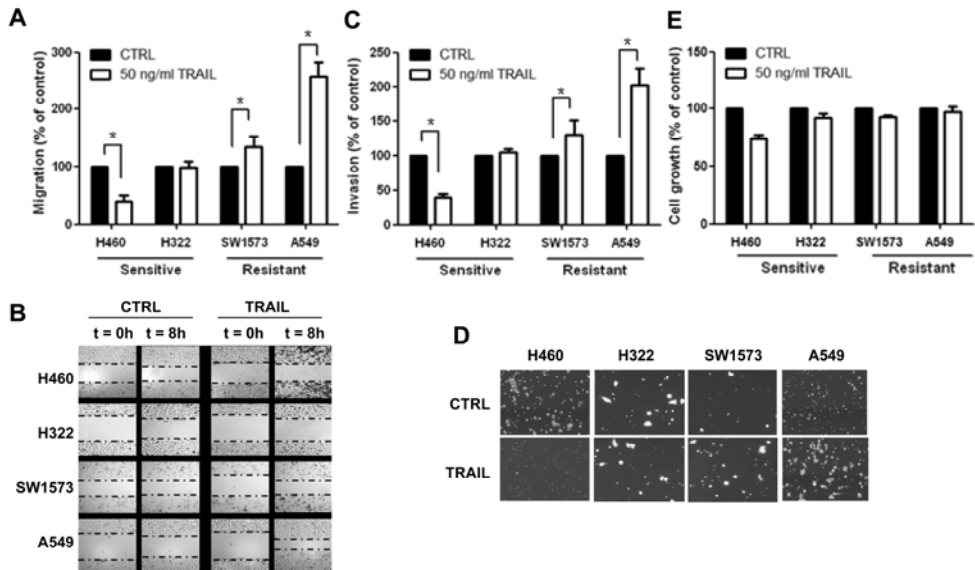 A
300
200
100
0
Migration (% of control)
CTRL
50 ng/ml TRAIL
*
*
*
H460 H322 SW1573 A549
Sensitive Resistant
C
250
200
150
100
50
0
Invasion (% of control)
CTRL
50 ng/ml TRAIL
*
*
*
H460 H322 SW1573 A549
Sensitive Resistant
E
150
100
50
0
Cell growth (% of control)
CTRL
50 ng/ml TRAIL
H460 H322 SW1573 A549
Sensitive Resistant
B
CTRL TRAIL
t = 0h t = 8h t = 0h t = 8h
H460
H322
SW1573
A549
D
H460 H322 SW1573 A549
CTRL
TRAIL